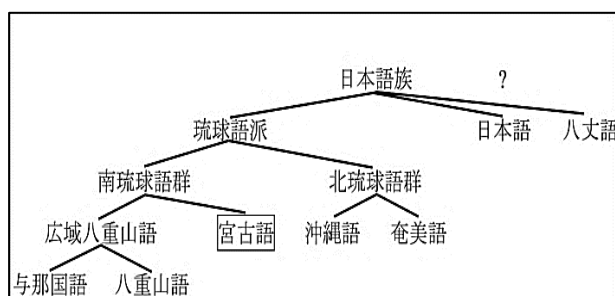 日本語族 ?
琉球語派 日本語 八丈語
南琉球語群 北琉球語群
広域八重山語 宮古語 沖縄語 奄美語
与那国語 八重山語